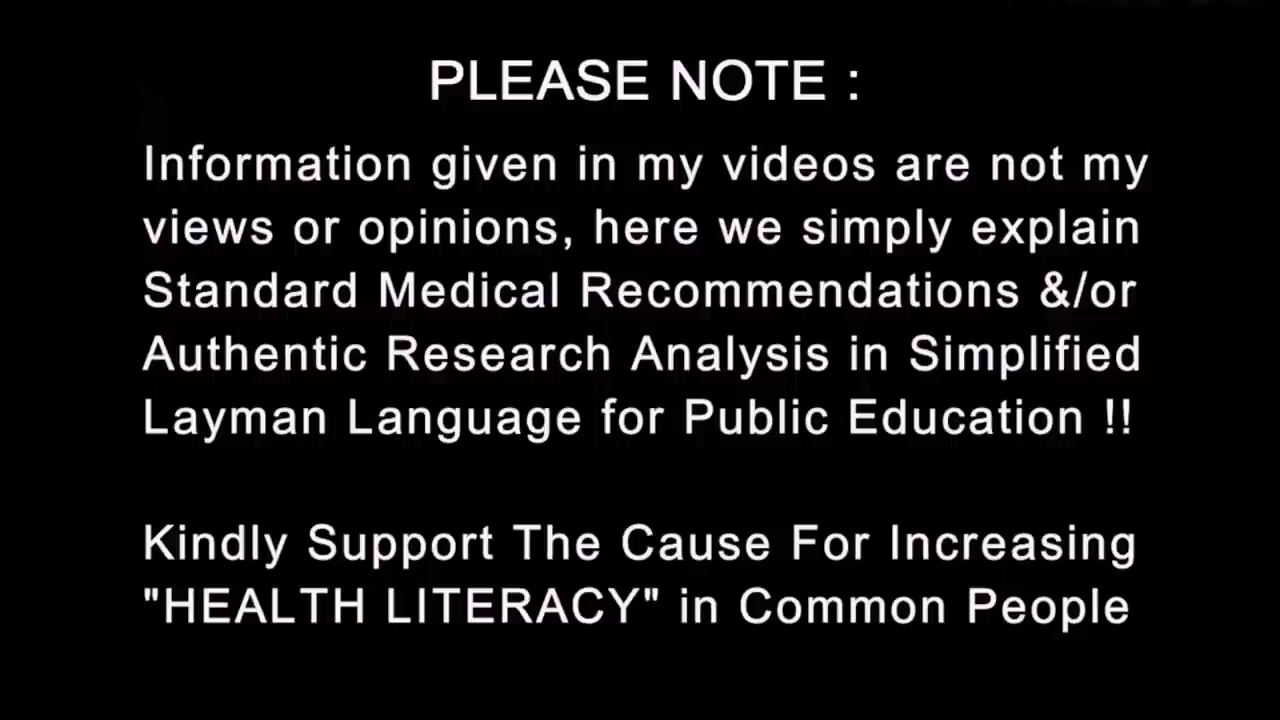 PLEASE NOTE :
Information given in my videos are not my
views or opinions, here we simply explain
Standard Medical Recommendations &/or
Authentic Research Analysis in Simplified
Layman Language for Public Education !!
Kindly Support The Cause For Increasing
"HEALTH LITERACY" in Common People